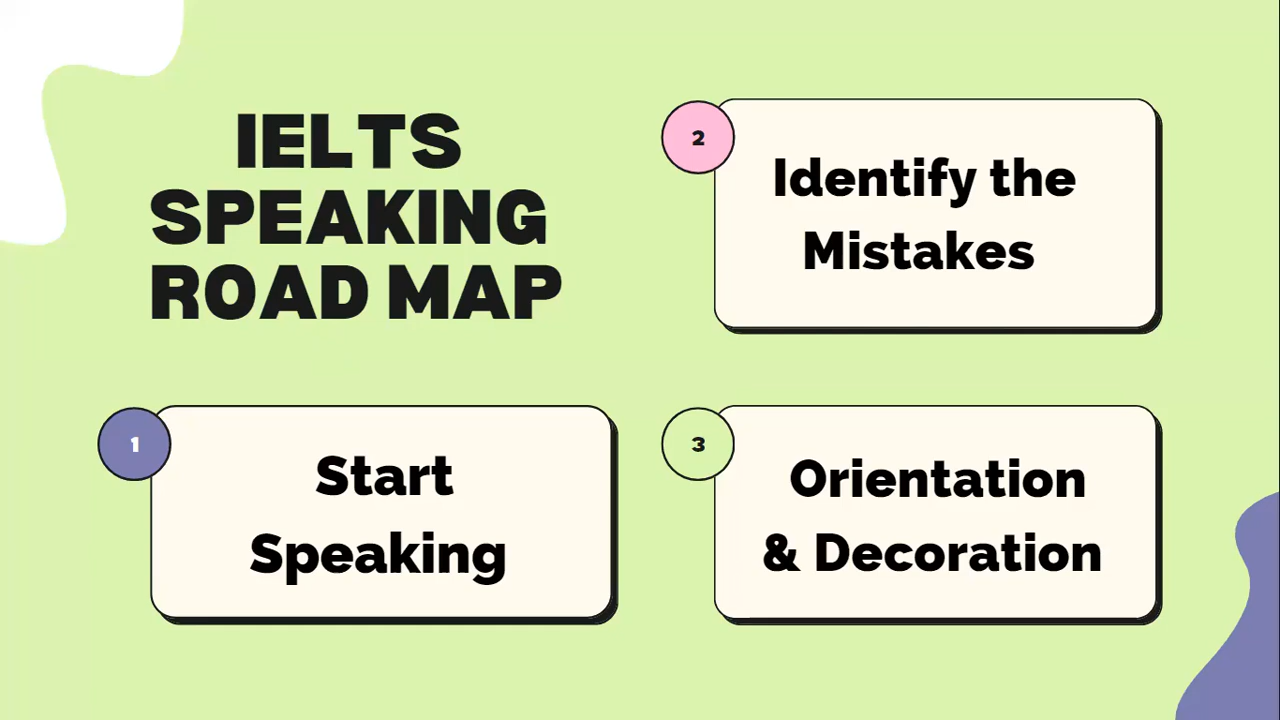 IELTS
SPEAKING
ROAD MAP
1
Start
Speaking
2
Identify the
Mistakes
3
Orientation
& Decoration